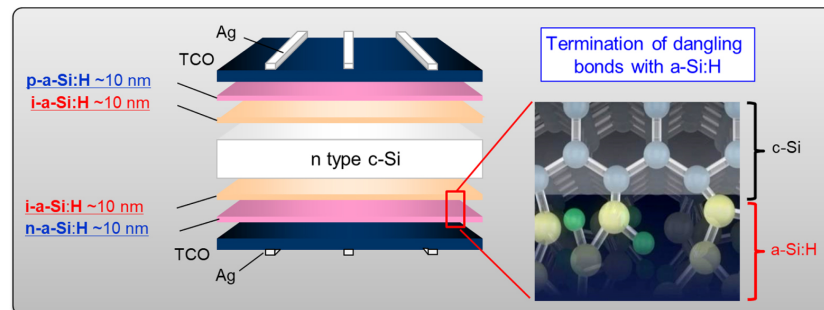 Ag
TCO
p-a-Si:H ~10 nm
i-a-Si:H ~10 nm
n type c-Si
i-a-Si:H ~10 nm
n-a-Si:H ~10 nm
TCO
Ag
Termination of dangling
bonds with a-Si:H
c-Si
a-Si:H